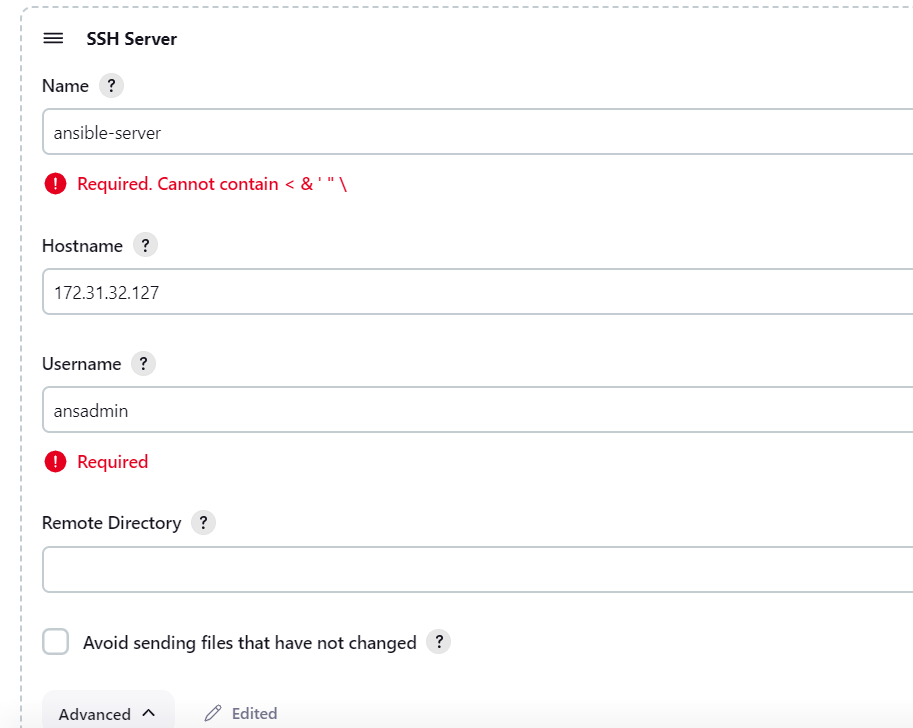 SSH Server
Name ?
ansible-server
Required. Cannot contain < & ' " \
Hostname ?
172.31.32.127
Username ?
ansadmin
Required
Remote Directory ?
Avoid sending files that have not changed ?
Advanced Edited